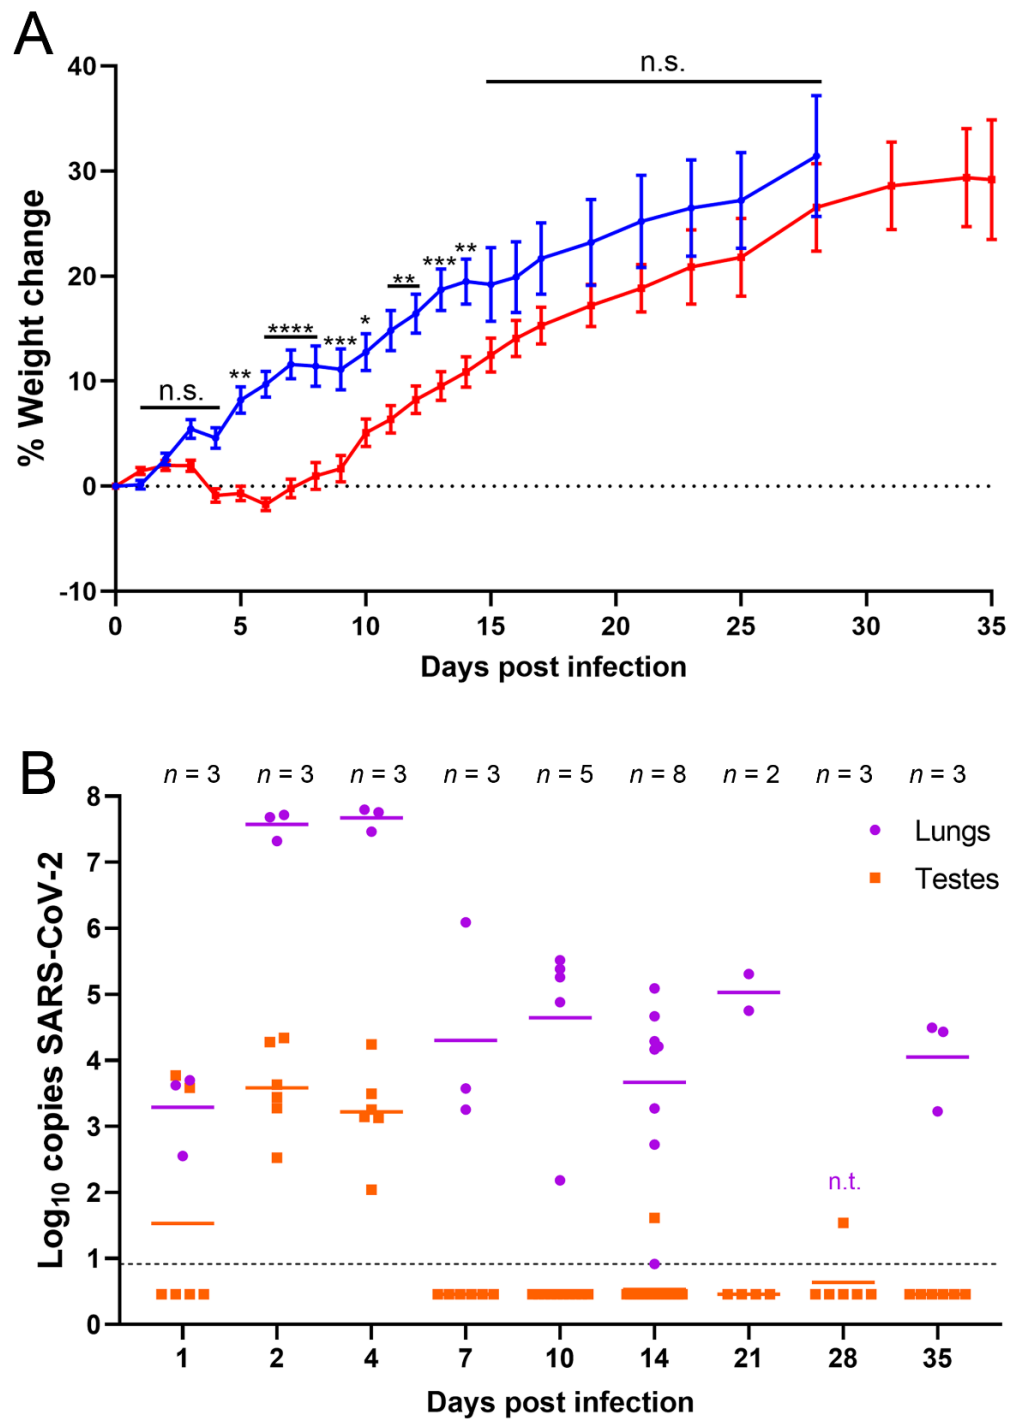 A
40
30
20
10
0
-10
% Weight change
n.s.
**
****
***
*
**
***
**
n.s.
0 5 10 15 20 25 30 35
Days post infection
B
n = 3 n = 3 n = 3 n = 3 n = 5 n = 8 n = 2 n = 3 n = 3
8
7
6
5
4
3
2
1
0
Log10 copies SARS-CoV-2
Lungs
Testes
n.t.
1 2 4 7 10 14 21 28 35
Days post infection